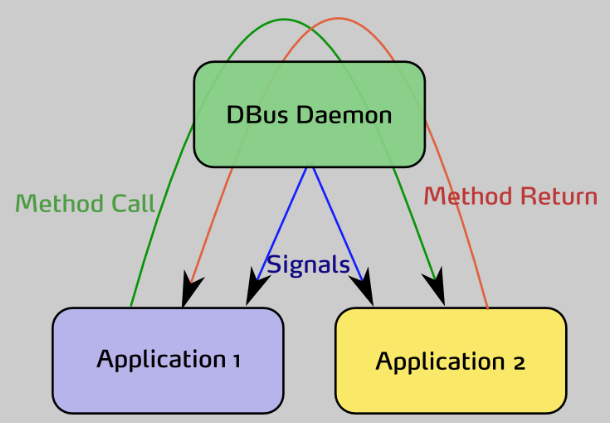 DBus Daemon
Method Call
Method Return
Signals
Application 1
Application 2